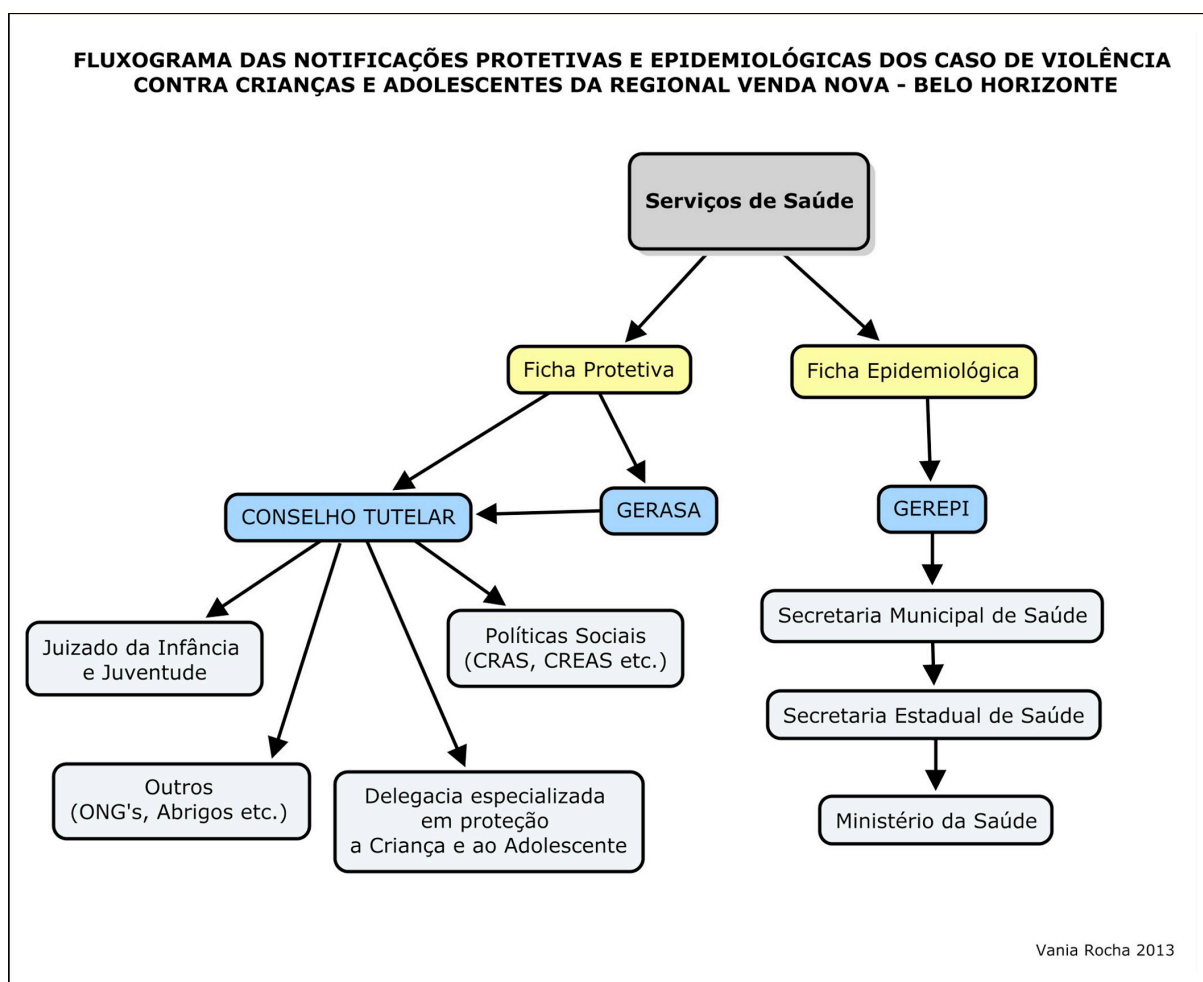 FLUXOGRAMA DAS NOTIFICAÇÕES PROTETIVAS E EPIDEMIOLÓGICAS DOS CASO DE VIOLÊNCIA
CONTRA CRIANÇAS E ADOLESCENTES DA REGIONAL VENDA NOVA - BELO HORIZONTE
Serviços de Saúde
Ficha Protetiva
Ficha Epidemiológica
CONSELHO TUTELAR
GERASA
GEREPI
Juizado da Infância
e Juventude
Políticas Sociais
(CRAS, CREAS etc.)
Secretaria Municipal de Saúde
Secretaria Estadual de Saúde
Outros
(ONG's, Abrigos etc.)
Delegacia especializada
em proteção
a Criança e ao Adolescente
Ministério da Saúde
Vania Rocha 2013